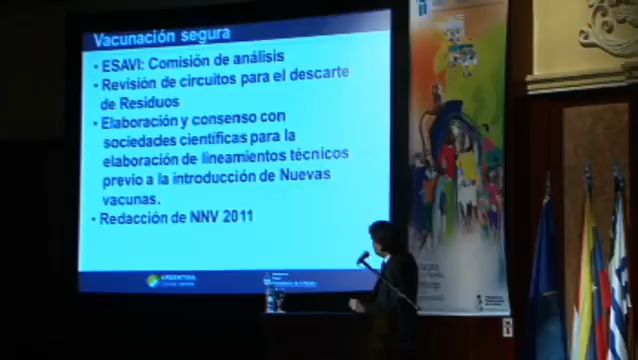 Vacunación segura
• ESAVI: Comisión de análisis
• Revisión de circuitos para el descarte
de Residuos
• Elaboración y consenso con
sociedades científicas para la
elaboración de lineamientos técnicos
previo a la introducción de Nuevas
vacunas.
• Redacción de NNV 2011
ARGENTINA